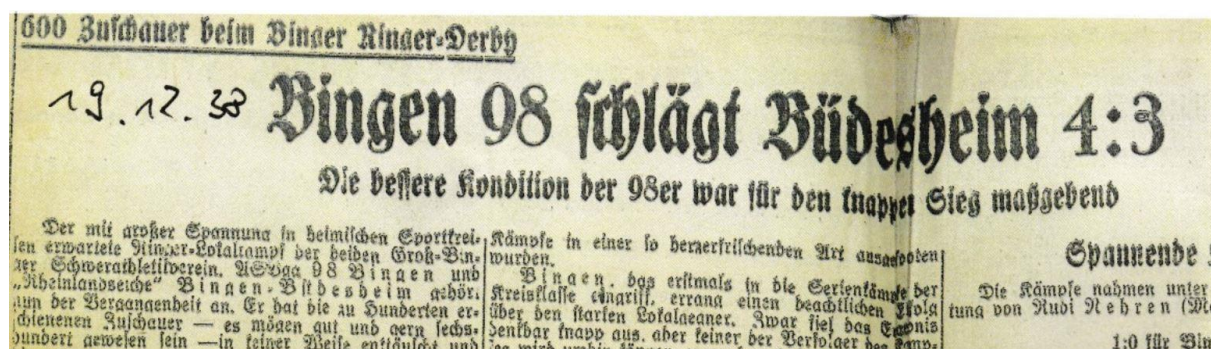 600 Zuschauer beim Binger Ringer-Derby
19.12.38
Bingen 98 schlägt Büdesheim 4:3
Die bessere Kondition der 98er war für den knappen Sieg maßgebend
Der mit großer Spannung in heimischen Sportkrei-
sen erwartete Ringer-Lokalkampf der beiden Groß-Bin-
ger Schwerathletikverein, 98 Bingen und
„Rheinlandseiche“ Bingen-Büdesheim gehört
nun der Vergangenheit an. Er hat die zu Hunderten er-
schienenen Zuschauer — es mögen gut und gern sechs-
hundert gewesen sein — in keiner Weise enttäuscht und
Kämpfe in einer so herzerfrischenden Art ausgefochten
wurden.
Bingen, das erstmals in die Serienkämpfe der
Kreisklasse eingriff, errang einen beachtlichen Erfolg
über den starken Lokalgegner. Zwar fiel das Ergebnis
denkbar knapp aus, aber keiner der Verfolger des
Spannende
Die Kämpfe nahmen unter
tung von Rudi Nehren
1:0 für Bin